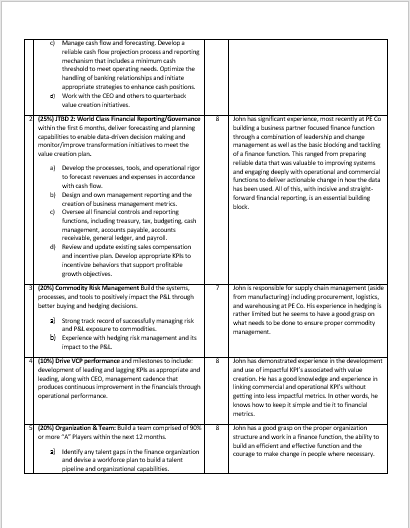 c) Manage cash flow and forecasting. Develop a
reliable cash flow projection process and reporting
mechanism that includes a minimum cash
threshold to meet operating needs. Optimize the
handling of banking relationships and initiate
appropriate strategies to enhance cash positions.
d) Work with the CEO and others to quarterback
value creation initiatives.
2
(25%) JTBD 2: World Class Financial Reporting/Governance
within the first 6 months, deliver forecasting and planning
capabilities to enable data-driven decision making and
monitor/improve transformation initiatives to meet the
value creation plan.
a) Develop the processes, tools, and operational rigor
to forecast revenues and expenses in accordance
with cash flow.
b) Design and own management reporting and the
creation of business management metrics.
c) Oversee all financial controls and reporting
functions, including treasury, tax, budgeting, cash
management, accounts payable, accounts
receivable, general ledger, and payroll.
d) Review and update existing sales compensation
and incentive plan. Develop appropriate KPIs to
incentivize behaviors that support profitable
growth objectives.
8
John has significant experience, most recently at PE Co
building a business partner focused finance function
through a combination of leadership and change
management as well as the basic blocking and tackling
of a finance function. This ranged from preparing
reliable data that was valuable to improving systems
and engaging deeply with operational and commercial
functions to deliver actionable change in how the data
has been used. All of this, with incisive and straight-
forward financial reporting, is an essential building
block.
3
(20%) Commodity Risk Management Build the systems,
processes, and tools to positively impact the P&L through
better buying and hedging decisions.
a) Strong track record of successfully managing risk
and P&L exposure to commodities.
b) Experience with hedging management and its
impact to the P&L.
7
John is responsible for supply chain management (aside
from manufacturing) including procurement, logistics,
and warehousing at PE Co. His experience in hedging is
rather limited but he seems to have a good grasp on
what needs to be done to ensure proper commodity
management.
4
(10%) Drive VCP performance and milestones to include:
development of leading and lagging KPIs as appropriate and
leading, along with CEO, management cadence that
produces continuous improvement in the financials through
operational performance.
8
John has demonstrated experience in the development
and use of impactful KPI's associated with value
creation. He has a good knowledge and experience in
linking commercial and operational KPI's without
getting into less impactful metrics. In other words, he
knows how to keep it simple and tie it to financial
metrics.
5
(20%) Organization & Team: Build a team comprised of 90%
or more "A" Players within the next 12 months.
a) Identify any talent gaps in the finance organization
and devise a workforce plan to build a talent
pipeline and organizational capabilities.
8
John has a good grasp on the proper organization
structure and work in a finance function, the ability to
build an efficient and effective function and the
courage to make change in people where necessary.